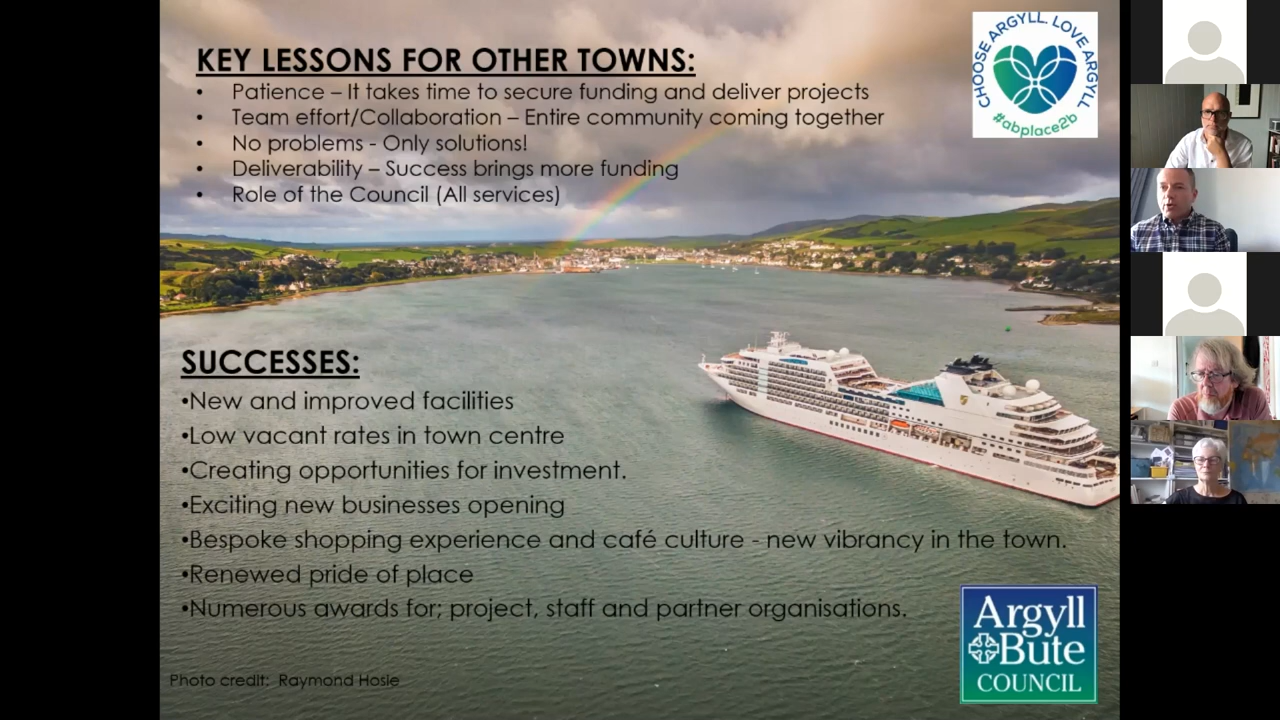 KEY LESSONS FOR OTHER TOWNS:
• Patience – It takes time to secure funding and deliver projects
• Team effort/Collaboration – Entire community coming together
• No problems - Only solutions!
• Deliverability – Success brings more funding
• Role of the Council (All services)
CHOOSE ARGYLL. LOVE ARGYLL
#abplace2b
SUCCESSES:
•New and improved facilities
•Low vacant rates in town centre
•Creating opportunities for investment.
•Exciting new businesses opening
•Bespoke shopping experience and café culture - new vibrancy in the town.
•Renewed pride of place
•Numerous awards for; project, staff and partner organisations.
Argyll
Bute
COUNCIL
Photo credit: Raymond Hosie